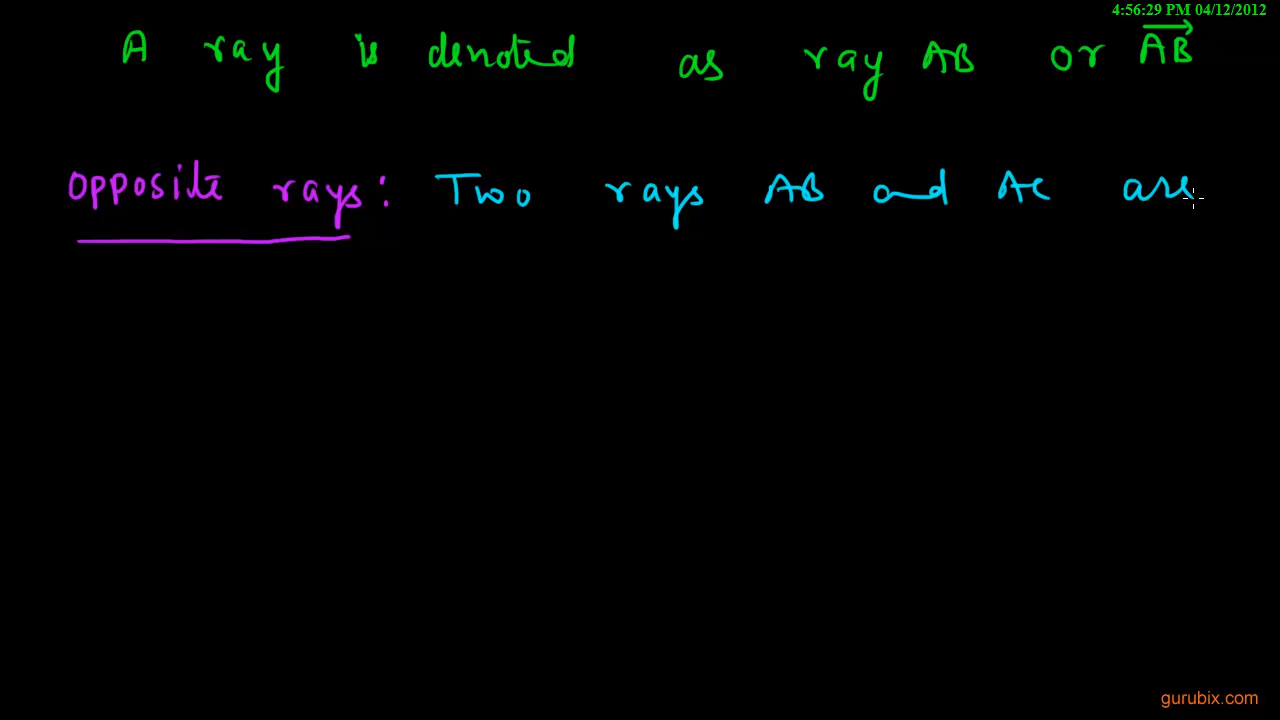 4:56:29 PM 04/12/2012
A ray is denoted as ray AB or $\overrightarrow{AB}$
Opposite rays: Two rays AB and AC are
gurubix.com